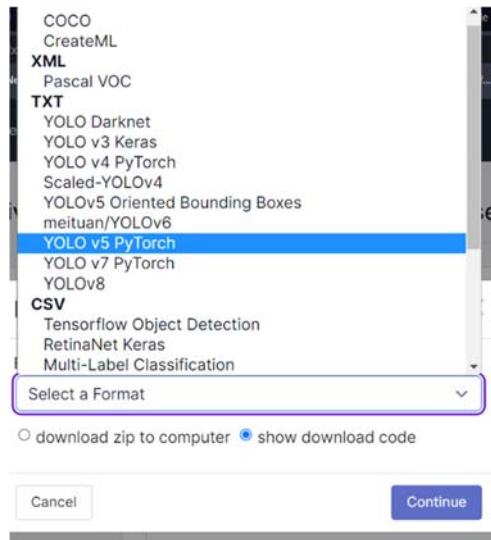 COCO
CreateML
XML
Pascal VOC
TXT
YOLO Darknet
YOLO v3 Keras
YOLO v4 PyTorch
Scaled-YOLOv4
YOLOv5 Oriented Bounding Boxes
meituan/YOLOv6
YOLO v5 PyTorch
YOLO v7 PyTorch
YOLOv8
CSV
Tensorflow Object Detection
RetinaNet Keras
Multi-Label Classification
Select a Format
download zip to computer show download code
Cancel Continue